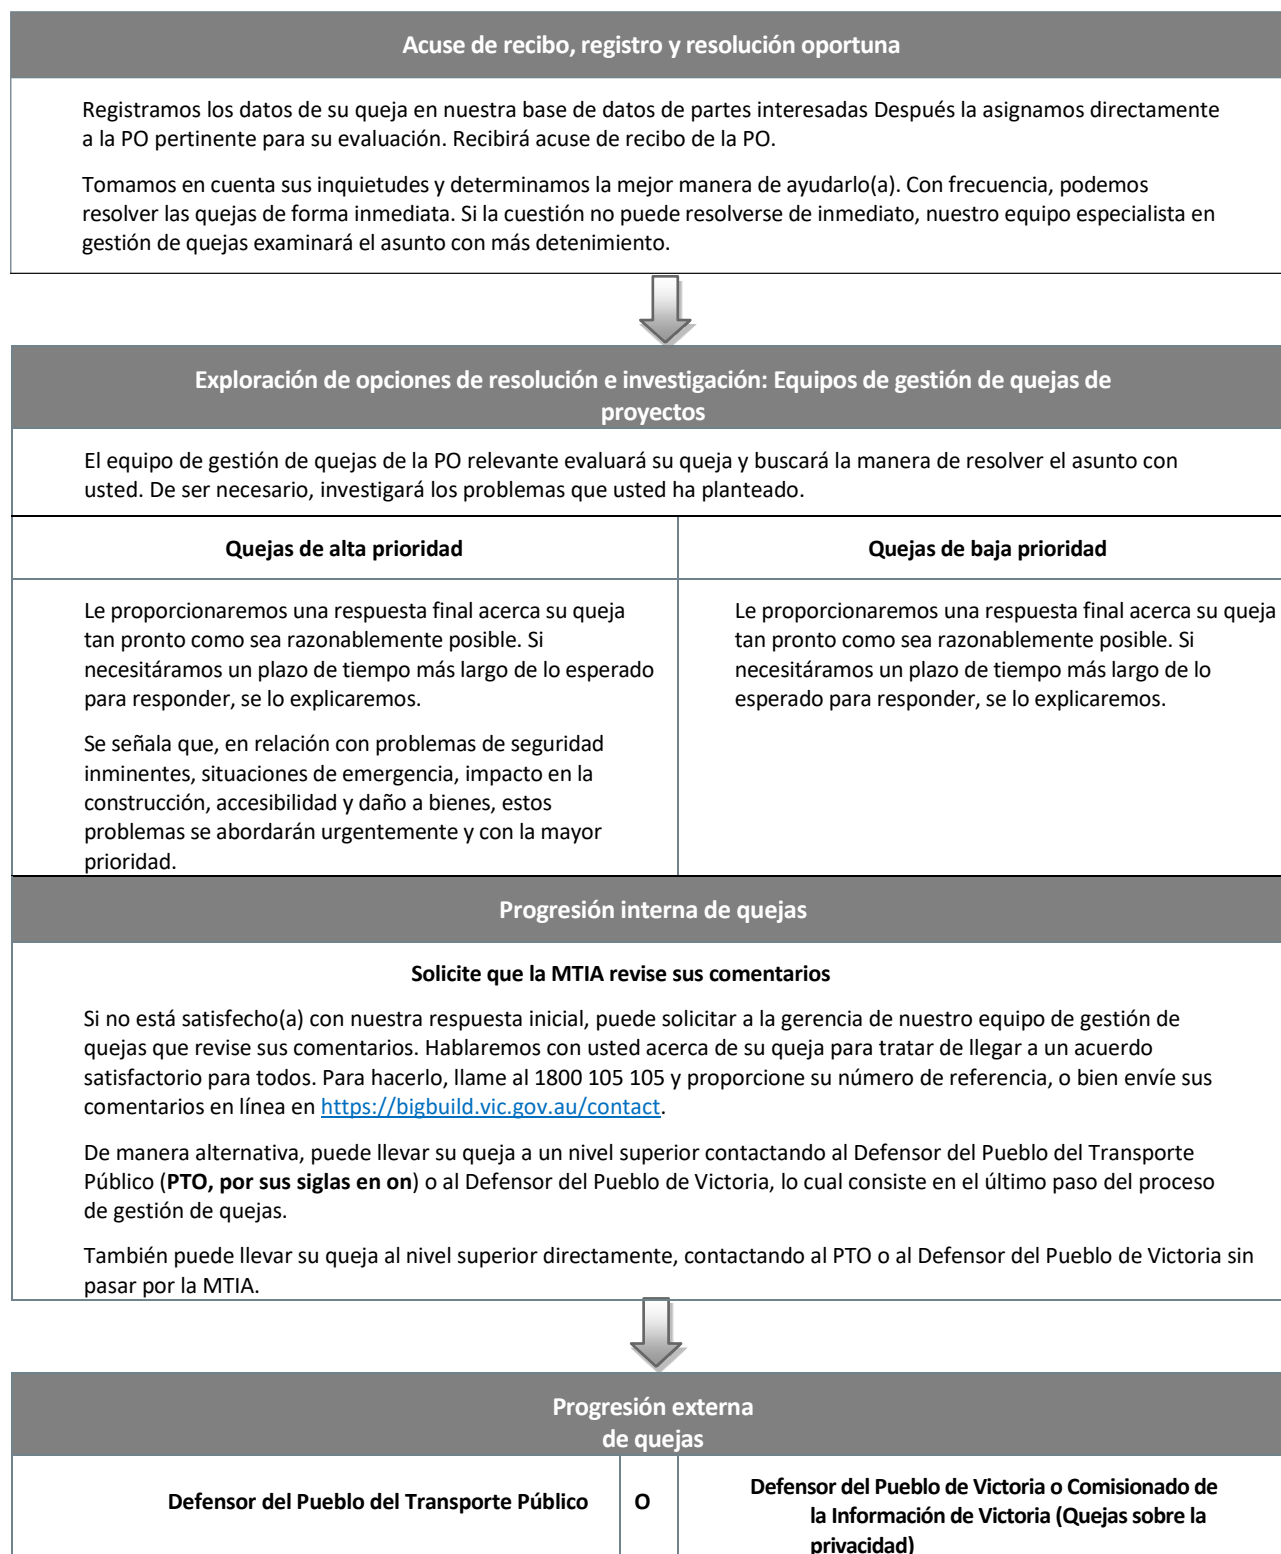 Acuse de recibo, registro y resolución oportuna
Registramos los datos de su queja en nuestra base de datos de partes interesadas Después la asignamos directamente
a la PO pertinente para su evaluación. Recibirá acuse de recibo de la PO.
Tomamos en cuenta sus inquietudes y determinamos la mejor manera de ayudarlo(a). Con frecuencia, podemos
resolver las quejas de forma inmediata. Si la cuestión no puede resolverse de inmediato, nuestro equipo especialista en
gestión de quejas examinará el asunto con más detenimiento.
Exploración de opciones de resolución e investigación: Equipos de gestión de quejas de
proyectos
El equipo de gestión de quejas de la PO relevante evaluará su queja y buscará la manera de resolver el asunto con
usted. De ser necesario, investigará los problemas que usted ha planteado.
Quejas de alta prioridad
Le proporcionaremos una respuesta final acerca su queja
tan pronto como sea razonablemente posible. Si
necesitáramos un plazo de tiempo más largo de lo esperado
para responder, se lo explicaremos.
Se señala que, en relación con problemas de seguridad
inminentes, situaciones de emergencia, impacto en la
construcción, accesibilidad y daño a bienes, estos
problemas se abordarán urgentemente y con la mayor
prioridad.
Quejas de baja prioridad
Le proporcionaremos una respuesta final acerca su queja
tan pronto como sea razonablemente posible. Si
necesitáramos un plazo de tiempo más largo de lo
esperado para responder, se lo explicaremos.
Progresión interna de quejas
Solicite que la MTIA revise sus comentarios
Si no está satisfecho(a) con nuestra respuesta inicial, puede solicitar a la gerencia de nuestro equipo de gestión de
quejas que revise sus comentarios. Hablaremos con usted acerca de su queja para tratar de llegar a un acuerdo
satisfactorio para todos. Para hacerlo, llame al 1800 105 105 y proporcione su número de referencia, o bien envíe sus
comentarios en línea en https://bigbuild.vic.gov.au/contact.
De manera alternativa, puede llevar su queja a un nivel superior contactando al Defensor del Pueblo del Transporte
Público (PTO, por sus siglas en on) o al Defensor del Pueblo de Victoria, lo cual consiste en el último paso del proceso
de gestión de quejas.
También puede llevar su queja al nivel superior directamente, contactando al PTO o al Defensor del Pueblo de Victoria sin
pasar por la MTIA.
Progresión externa
de quejas
Defensor del Pueblo del Transporte Público
O
Defensor del Pueblo de Victoria o Comisionado de
la Información de Victoria (Quejas sobre la
privacidad)